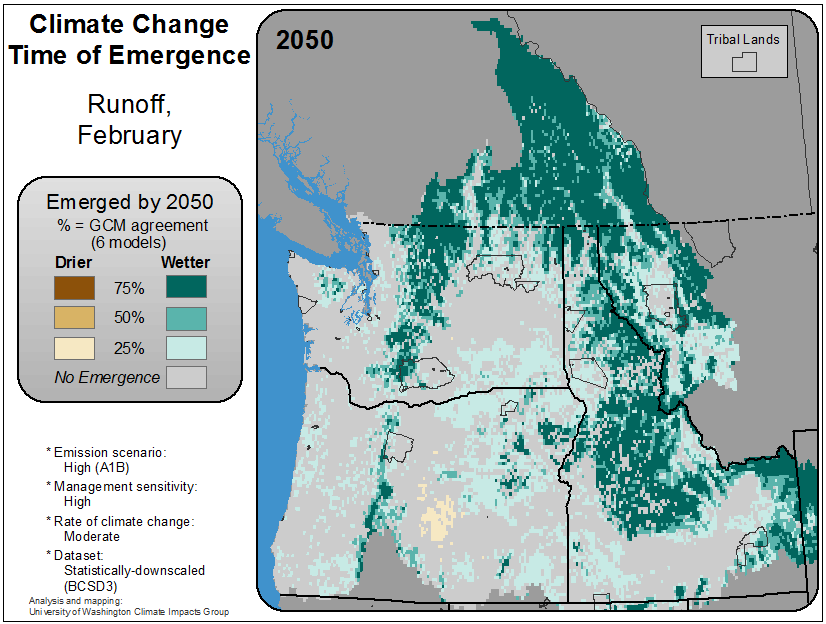 Climate Change
Time of Emergence
Runoff,
February
Emerged by 2050
% = GCM agreement
(6 models)
Drier Wetter
75%
50%
25%
No Emergence
* Emission scenario:
High (A1B)
* Management sensitivity:
High
* Rate of climate change:
Moderate
* Dataset:
Statistically-downscaled
(BCSD3)
Analysis and mapping:
University of Washington Climate Impacts Group
2050
Tribal Lands